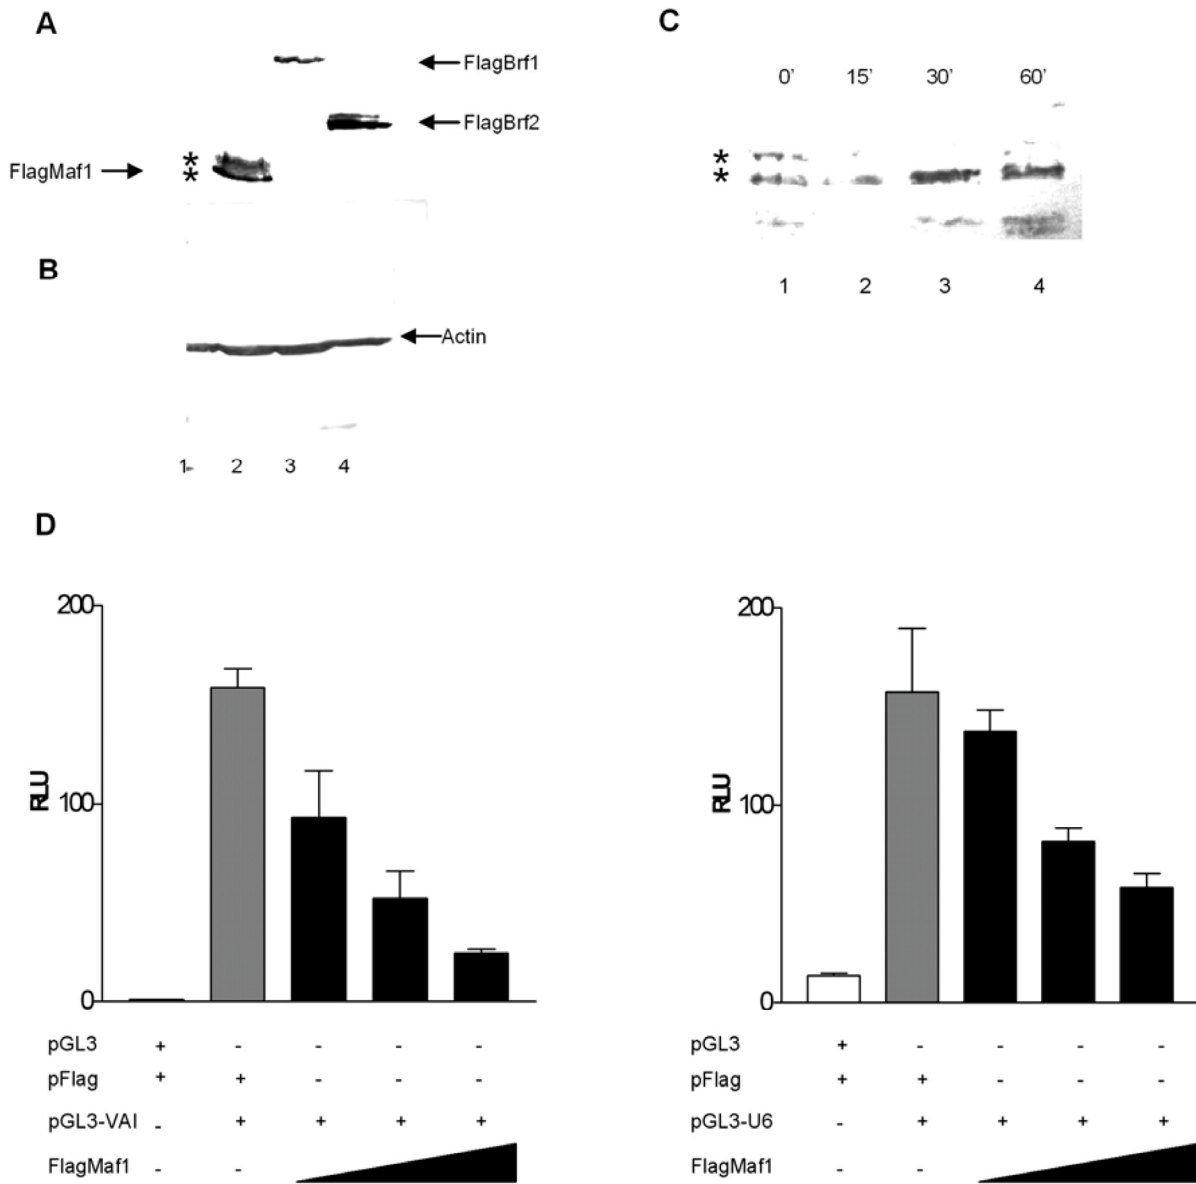 A
FlagBrf1
FlagBrf2
FlagMaf1
*
*
B
Actin
1 2 3 4
C
0' 15' 30' 60'
*
*
1 2 3 4
D
200
100
0
RLU
pGL3 + - - - -
pFlag + + - - -
pGL3-VAI - + + + +
FlagMaf1 - -
200
100
0
RLU
pGL3 + - - - -
pFlag + + - - -
pGL3-U6 - + + + +
FlagMaf1 - -